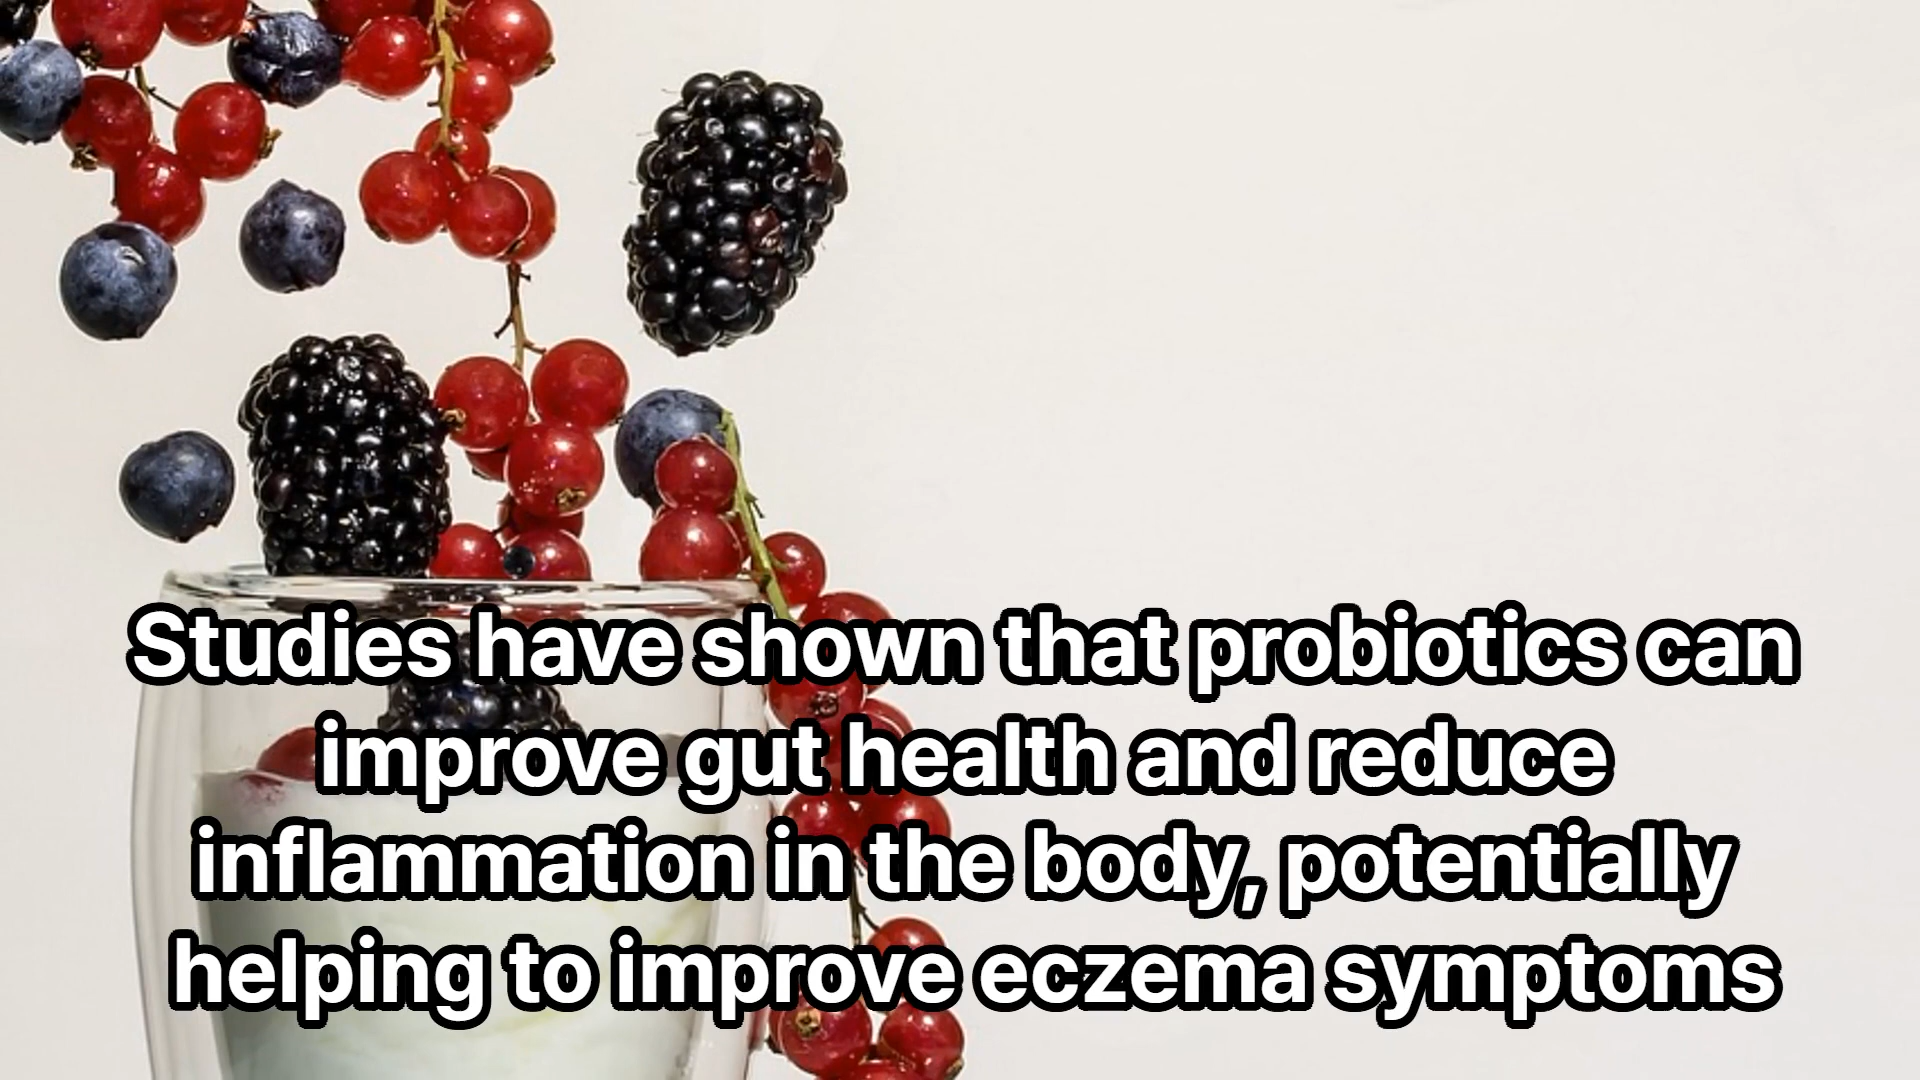 Studies have shown that probiotics can
improve gut health and reduce
inflammation in the body, potentially
helping to improve eczema symptoms